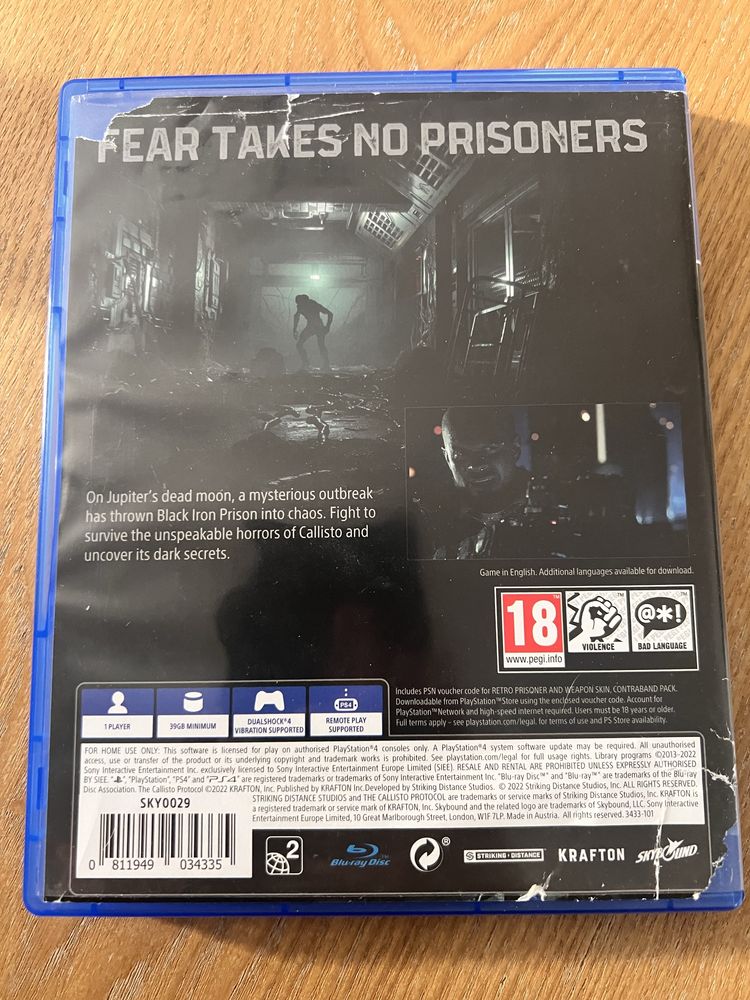 FEAR TAKES NO PRISONERS
On Jupiter's dead moon, a mysterious outbreak
has thrown Black Iron Prison into chaos. Fight to
survive the unspeakable horrors of Callisto and
uncover its dark secrets.
Game in English. Additional languages available for download.
18
www.pegi.info
VIOLENCE
@*!
BAD LANGUAGE
1 PLAYER
39GB MINIMUM
DUALSHOCK®4
VIBRATION SUPPORTED
PS4
REMOTE PLAY
SUPPORTED
Includes PSN voucher code for RETRO PRISONER AND WEAPON SKIN, CONTRABAND PACK.
Downloadable from PlayStation™Store using the enclosed voucher code. Account for
PlayStation™Network and high-speed internet required. Users must be 18 years or older.
Full terms apply – see playstation.com/legal. for terms of use and PS Store availability.
FOR HOME USE ONLY: This software is licensed for play on authorised PlayStation®4 consoles only. A PlayStation®4 system software update may be required. All unauthorised
access, use or transfer of the product or its underlying copyright and trademark works is prohibited. See playstation.com/legal for full usage rights. Library programs ©2013-2022
Sony Interactive Entertainment Inc. exclusively licensed to Sony Interactive Entertainment Europe Limited (SIEE). RESALE AND RENTAL ARE PROHIBITED UNLESS EXPRESSLY AUTHORISED
BY SIEE. "PlayStation", "PS4" and "PS4" are registered trademarks or trademarks of Sony Interactive Entertainment Inc. "Blu-ray Disc™" and "Blu-ray™" are trademarks of the Blu-ray
Disc Association. The Callisto Protocol ©2022 KRAFTON, Inc. Published by KRAFTON Inc.Developed by Striking Distance Studios. © 2022 Striking Distance Studios, Inc. ALL RIGHTS RESERVED.
STRIKING DISTANCE STUDIOS and THE CALLISTO PROTOCOL are trademarks or service marks of Striking Distance Studios, Inc. KRAFTON is
a registered trademark or service mark of KRAFTON, Inc. Skybound and the related logo are trademarks of Skybound, LLC. Sony Interactive
Entertainment Europe Limited, 10 Great Marlborough Street, London, W1F 7LP. Made in Austria. All rights reserved. 3433-101
SKY0029
0 811949 034335
2
Blu-ray Disc™
®
STRIKING DISTANCE
KRAFTON
SKYBOUND